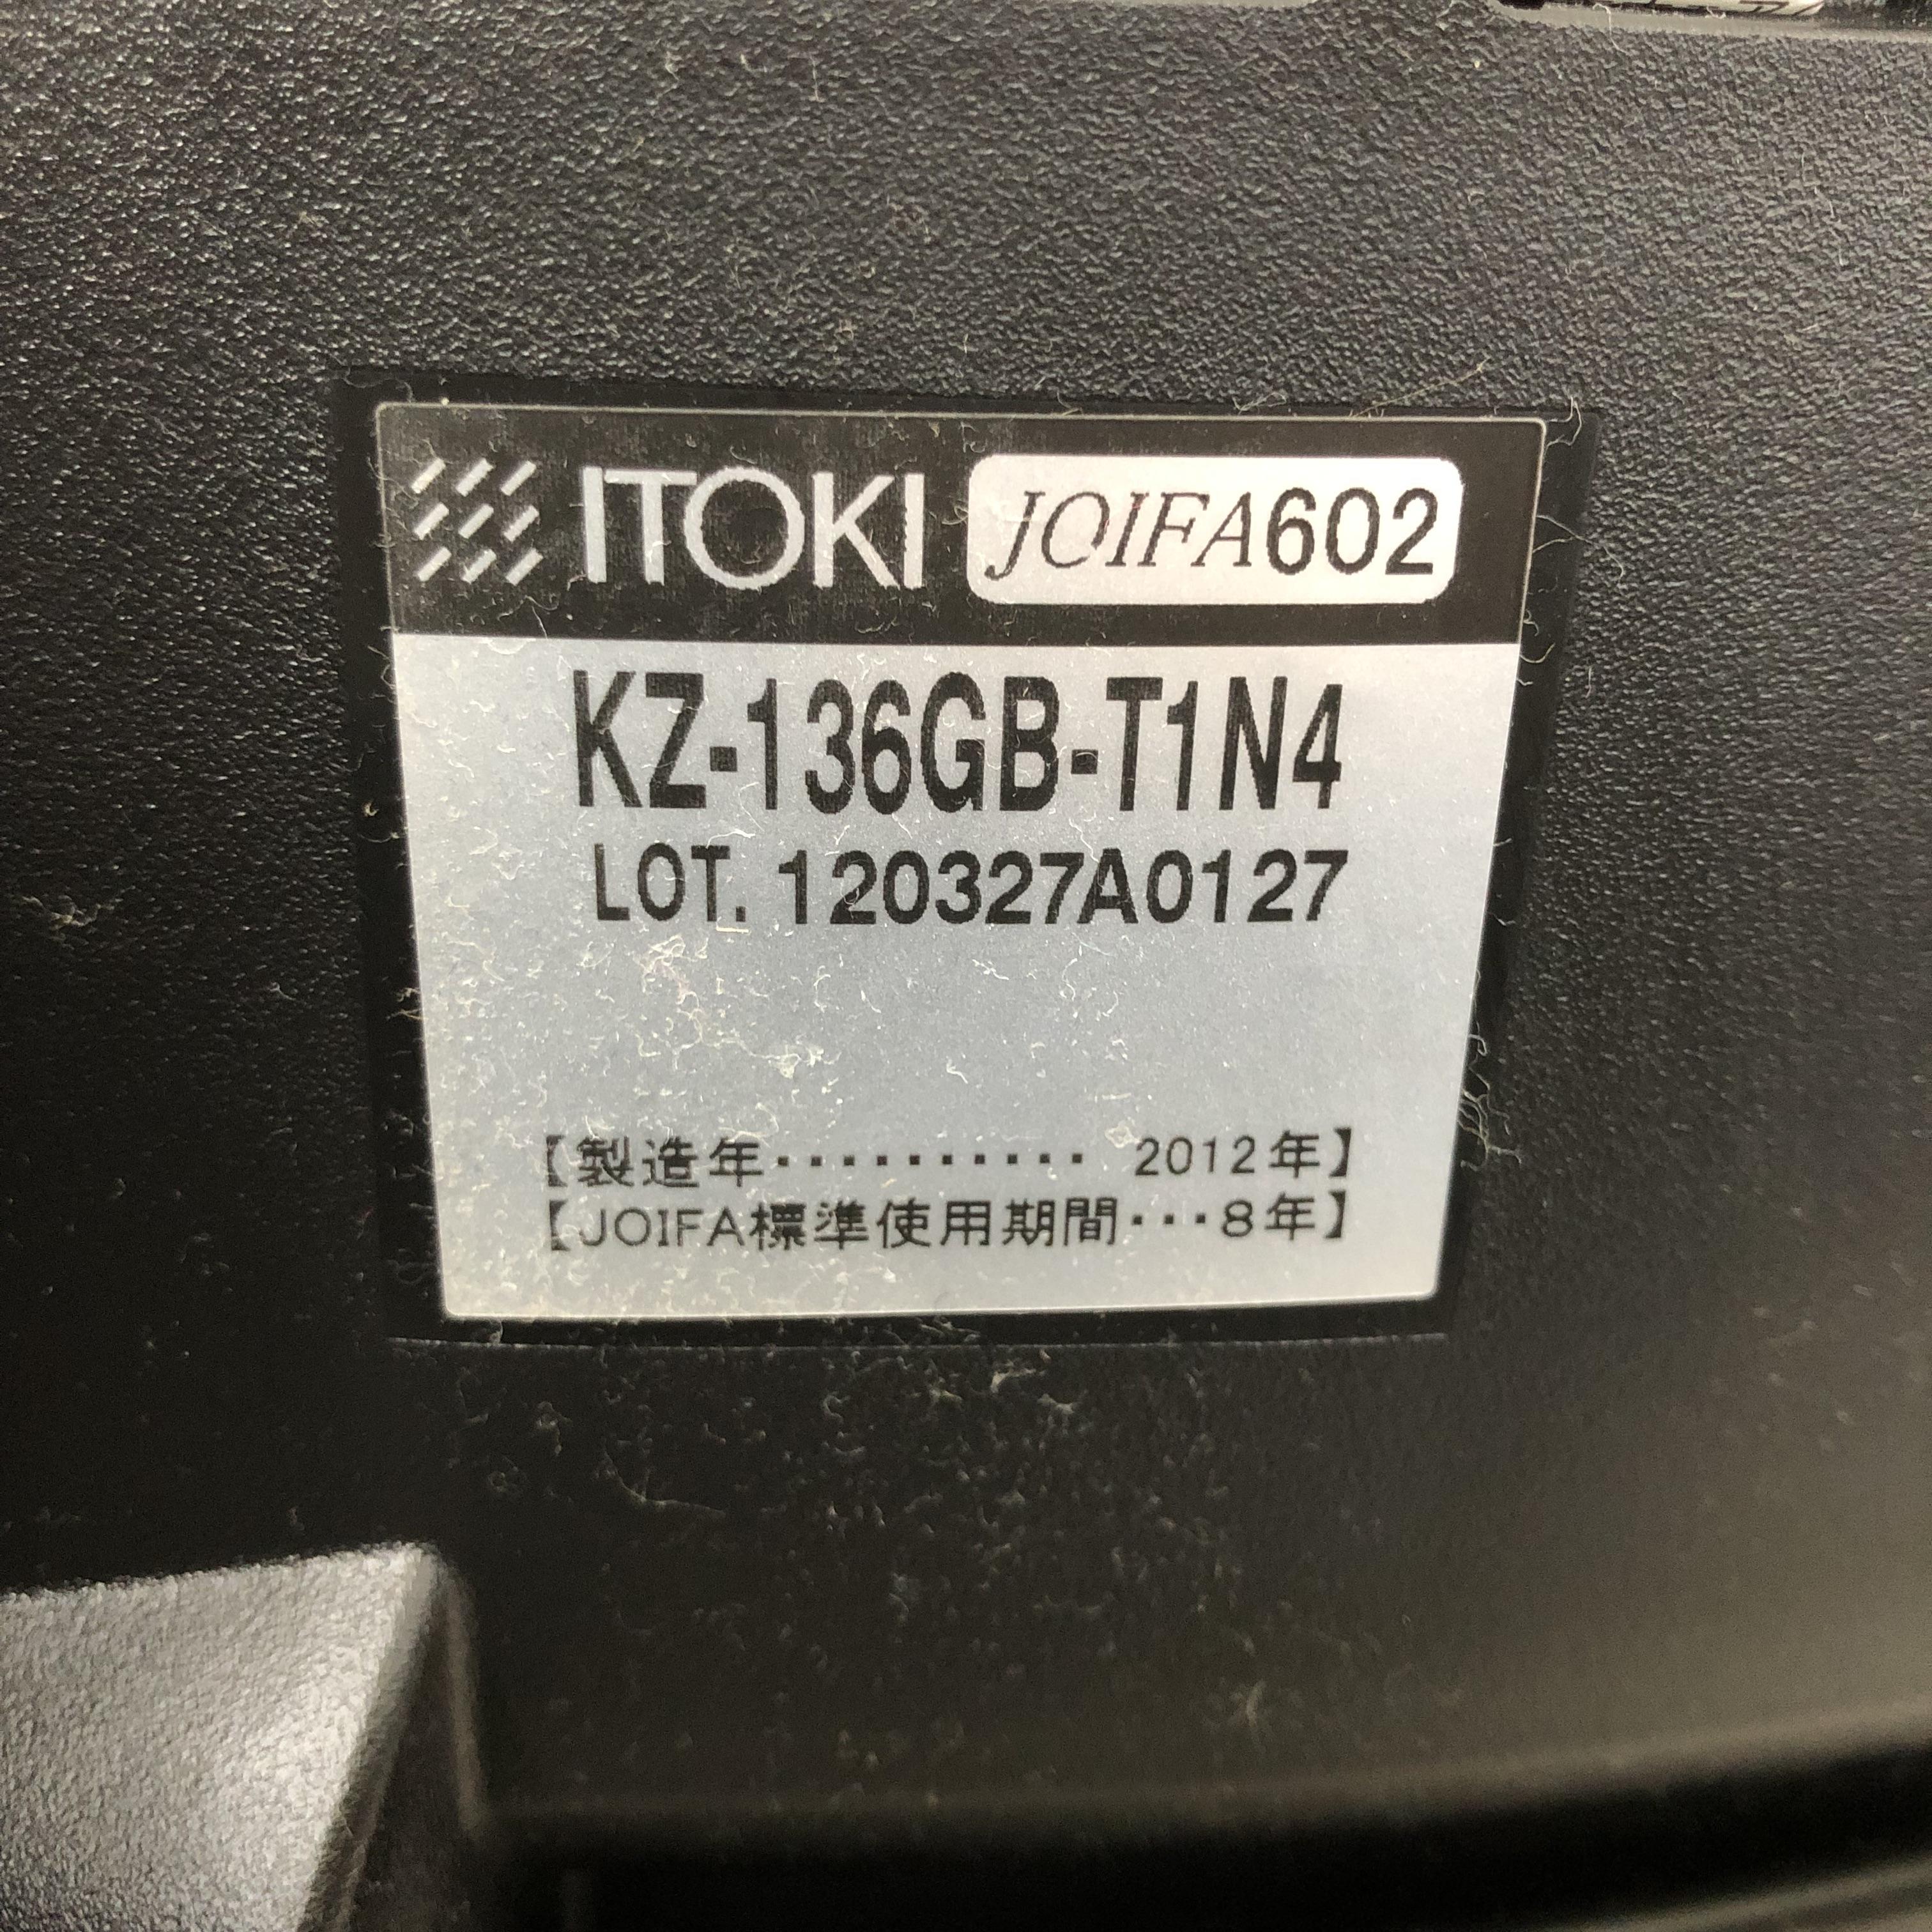 ITOKI JOIFA602
KZ-136GB-T1N4
LOT. 120327A0127
【製造年・・・・・・・・・・ 2012年】
【JOIFA標準使用期間・・・8年】